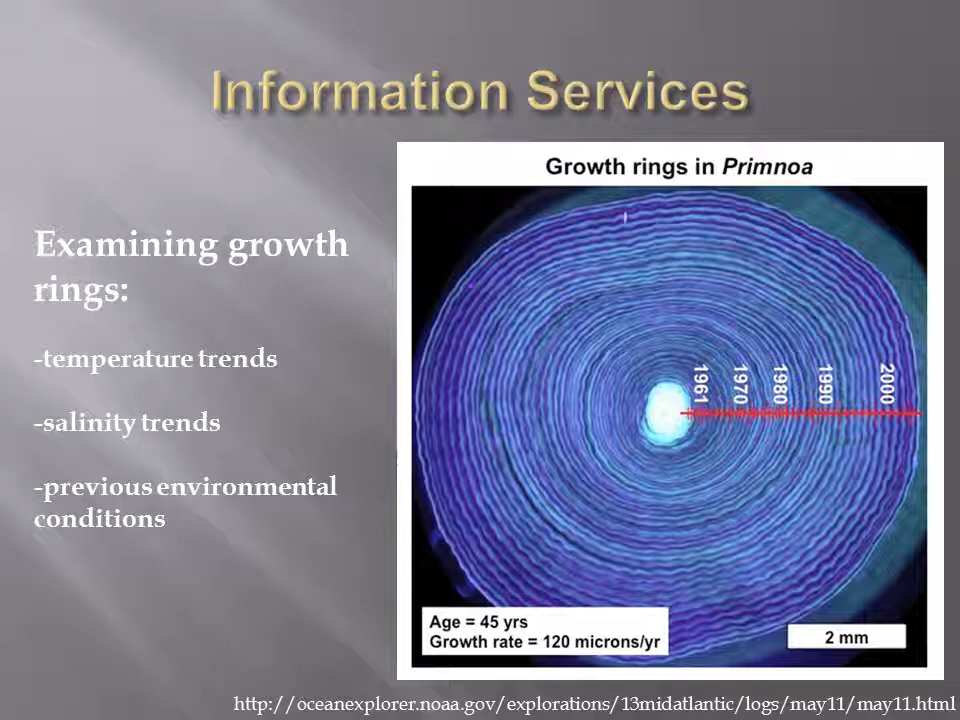 Information Services
Growth rings in Primnoa
Examining growth
rings:
-temperature trends
-salinity trends
-previous environmental
conditions
1961
1970
1980
1990
2000
Age = 45 yrs
Growth rate = 120 microns/yr
2 mm
http://oceanexplorer.noaa.gov/explorations/13midatlantic/logs/may11/may11.html